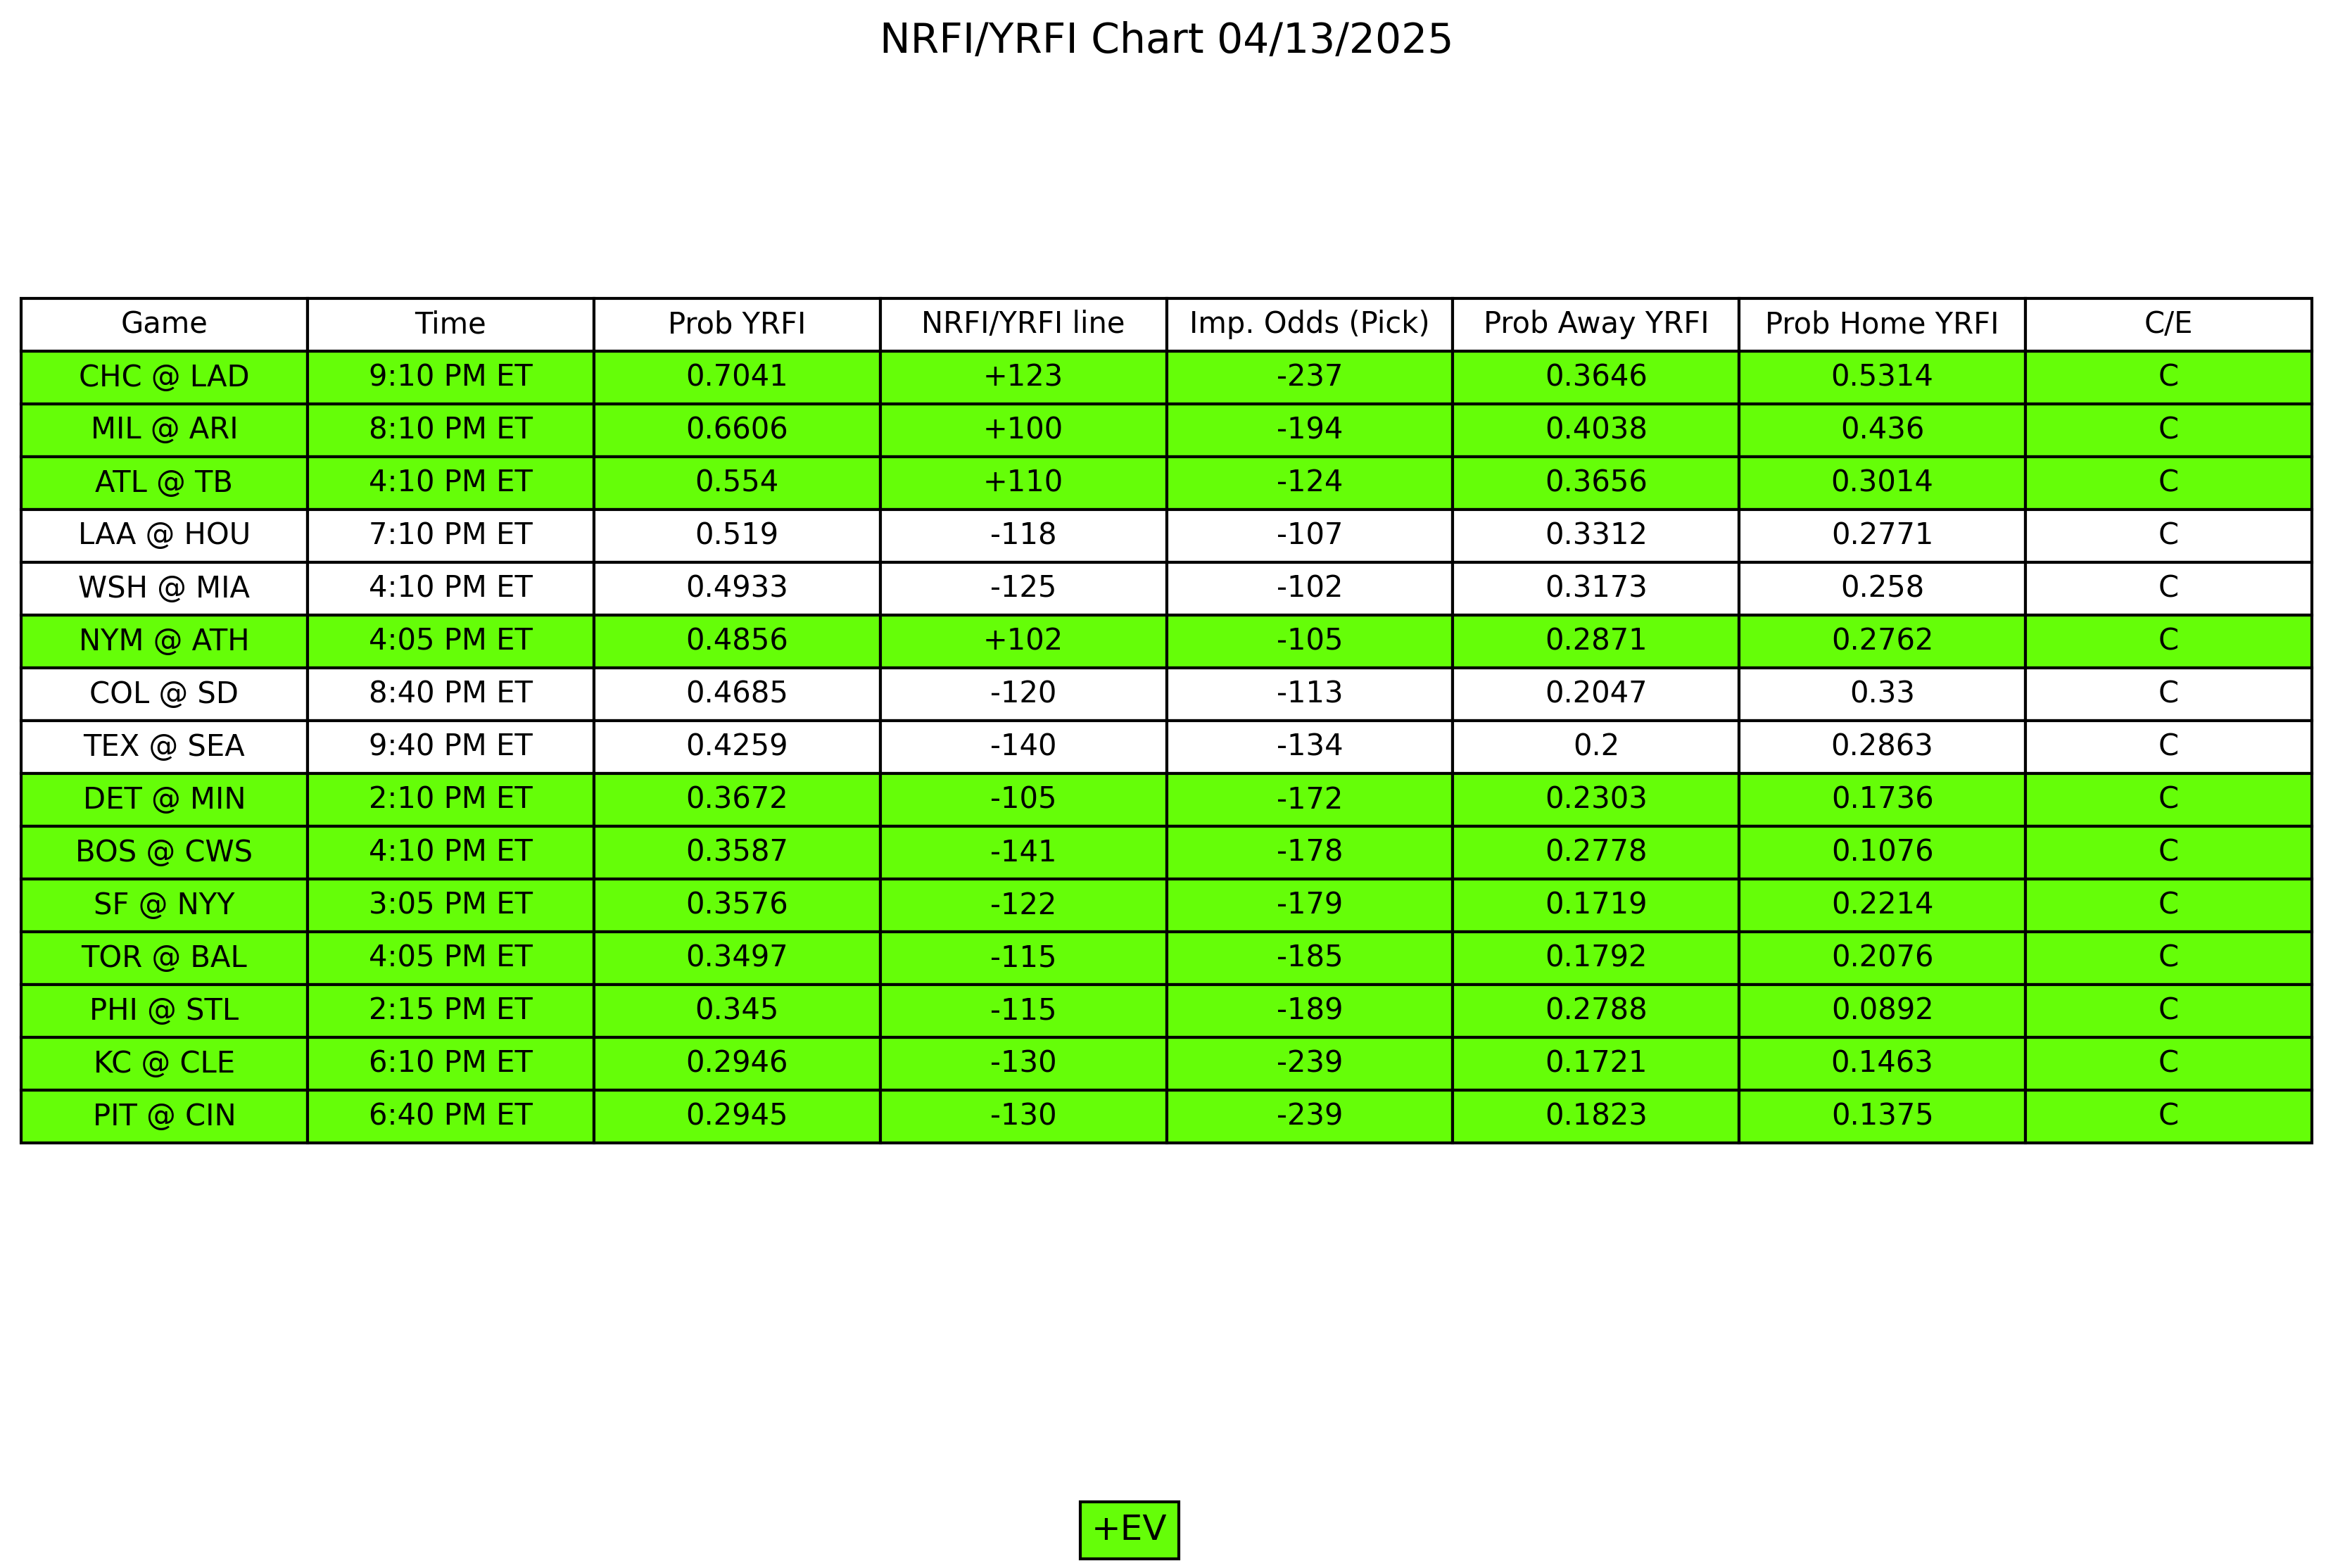 NRFI/YRFI Chart 04/13/2025
Game Time Prob YRFI NRFI/YRFI line Imp. Odds (Pick) Prob Away YRFI Prob Home YRFI C/E
CHC @ LAD 9:10 PM ET 0.7041 +123 -237 0.3646 0.5314 C
MIL @ ARI 8:10 PM ET 0.6606 +100 -194 0.4038 0.436 C
ATL @ TB 4:10 PM ET 0.554 +110 -124 0.3656 0.3014 C
LAA @ HOU 7:10 PM ET 0.519 -118 -107 0.3312 0.2771 C
WSH @ MIA 4:10 PM ET 0.4933 -125 -102 0.3173 0.258 C
NYM @ ATH 4:05 PM ET 0.4856 +102 -105 0.2871 0.2762 C
COL @ SD 8:40 PM ET 0.4685 -120 -113 0.2047 0.33 C
TEX @ SEA 9:40 PM ET 0.4259 -140 -134 0.2 0.2863 C
DET @ MIN 2:10 PM ET 0.3672 -105 -172 0.2303 0.1736 C
BOS @ CWS 4:10 PM ET 0.3587 -141 -178 0.2778 0.1076 C
SF @ NYY 3:05 PM ET 0.3576 -122 -179 0.1719 0.2214 C
TOR @ BAL 4:05 PM ET 0.3497 -115 -185 0.1792 0.2076 C
PHI @ STL 2:15 PM ET 0.345 -115 -189 0.2788 0.0892 C
KC @ CLE 6:10 PM ET 0.2946 -130 -239 0.1721 0.1463 C
PIT @ CIN 6:40 PM ET 0.2945 -130 -239 0.1823 0.1375 C
+EV